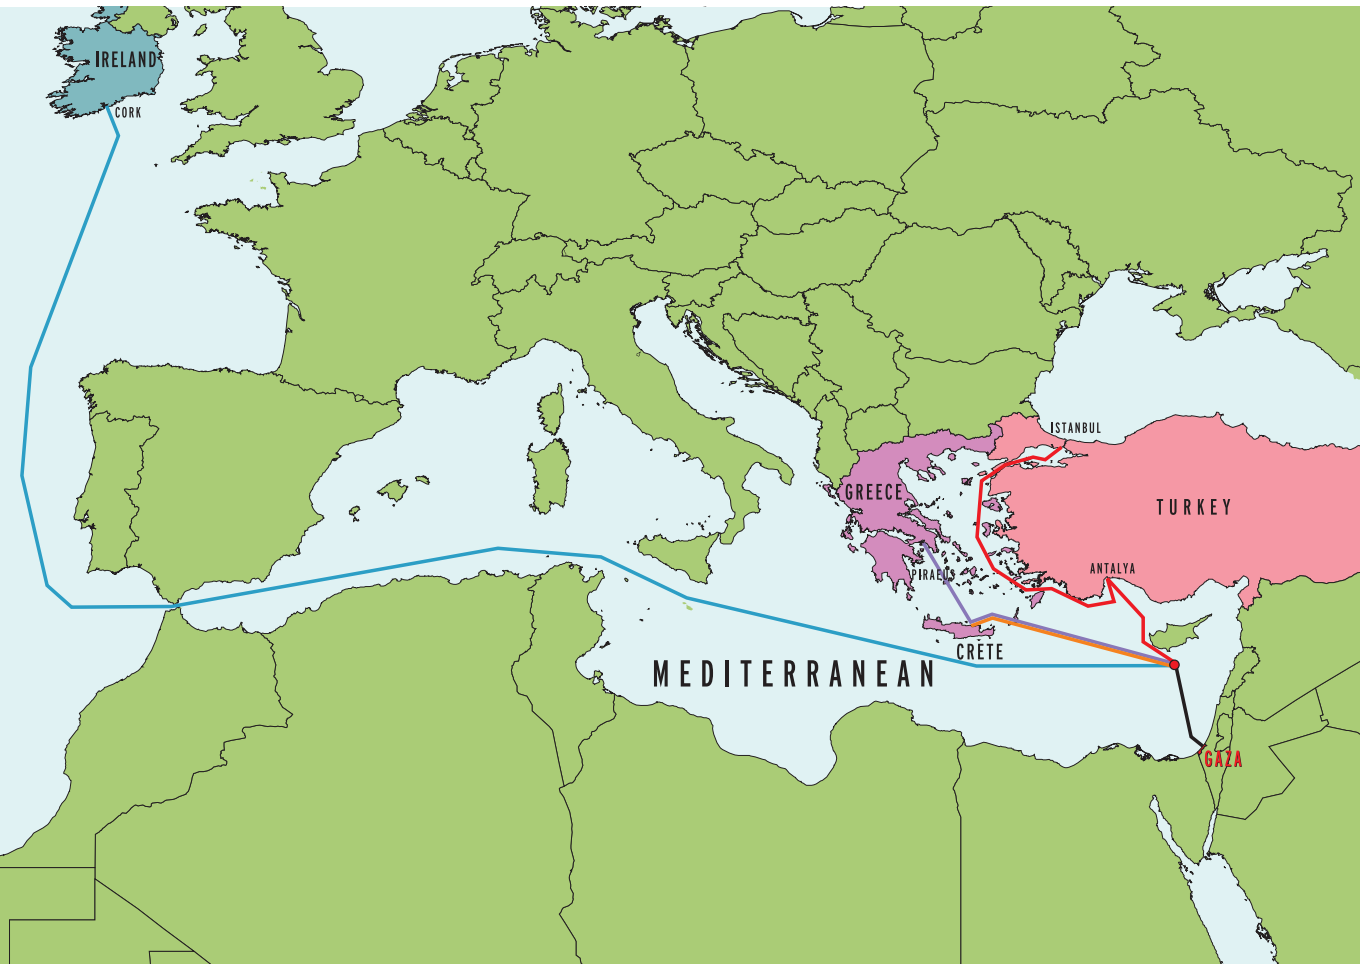 IRELAND
CORK
ISTANBUL
GREECE
TURKEY
ANTALYA
PIRAEUS
CRETE
MEDITERRANEAN
GAZA